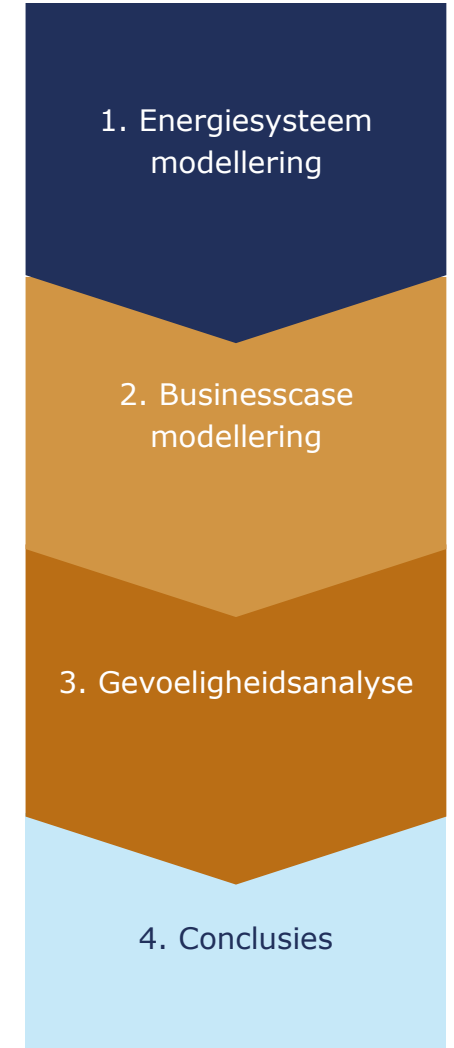 1. Energiesysteem
modellering
2. Businesscase
modellering
3. Gevoeligheidsanalyse
4. Conclusies